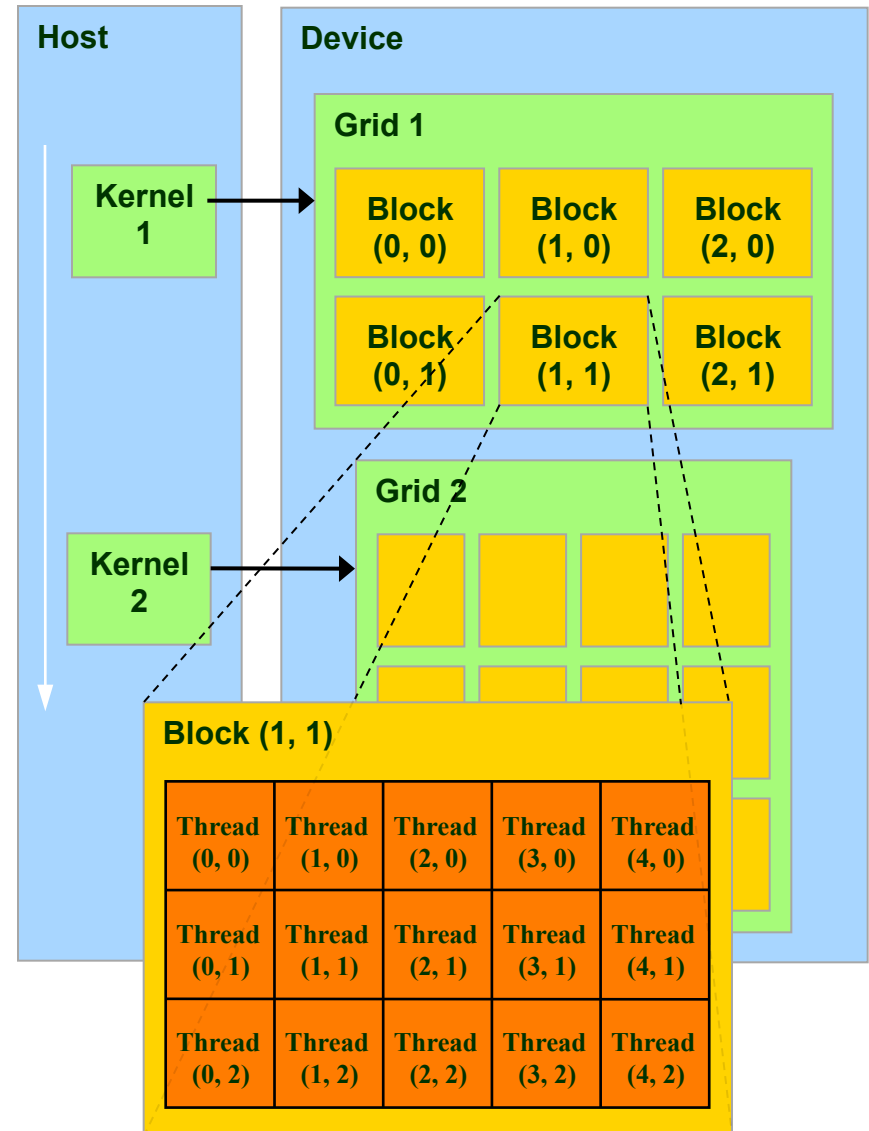 Host
Device
Grid 1
Kernel
1
Block
(0, 0)
Block
(1, 0)
Block
(2, 0)
Block
(0, 1)
Block
(1, 1)
Block
(2, 1)
Grid 2
Kernel
2
Block (1, 1)
Thread
(0, 0)
Thread
(1, 0)
Thread
(2, 0)
Thread
(3, 0)
Thread
(4, 0)
Thread
(0, 1)
Thread
(1, 1)
Thread
(2, 1)
Thread
(3, 1)
Thread
(4, 1)
Thread
(0, 2)
Thread
(1, 2)
Thread
(2, 2)
Thread
(3, 2)
Thread
(4, 2)